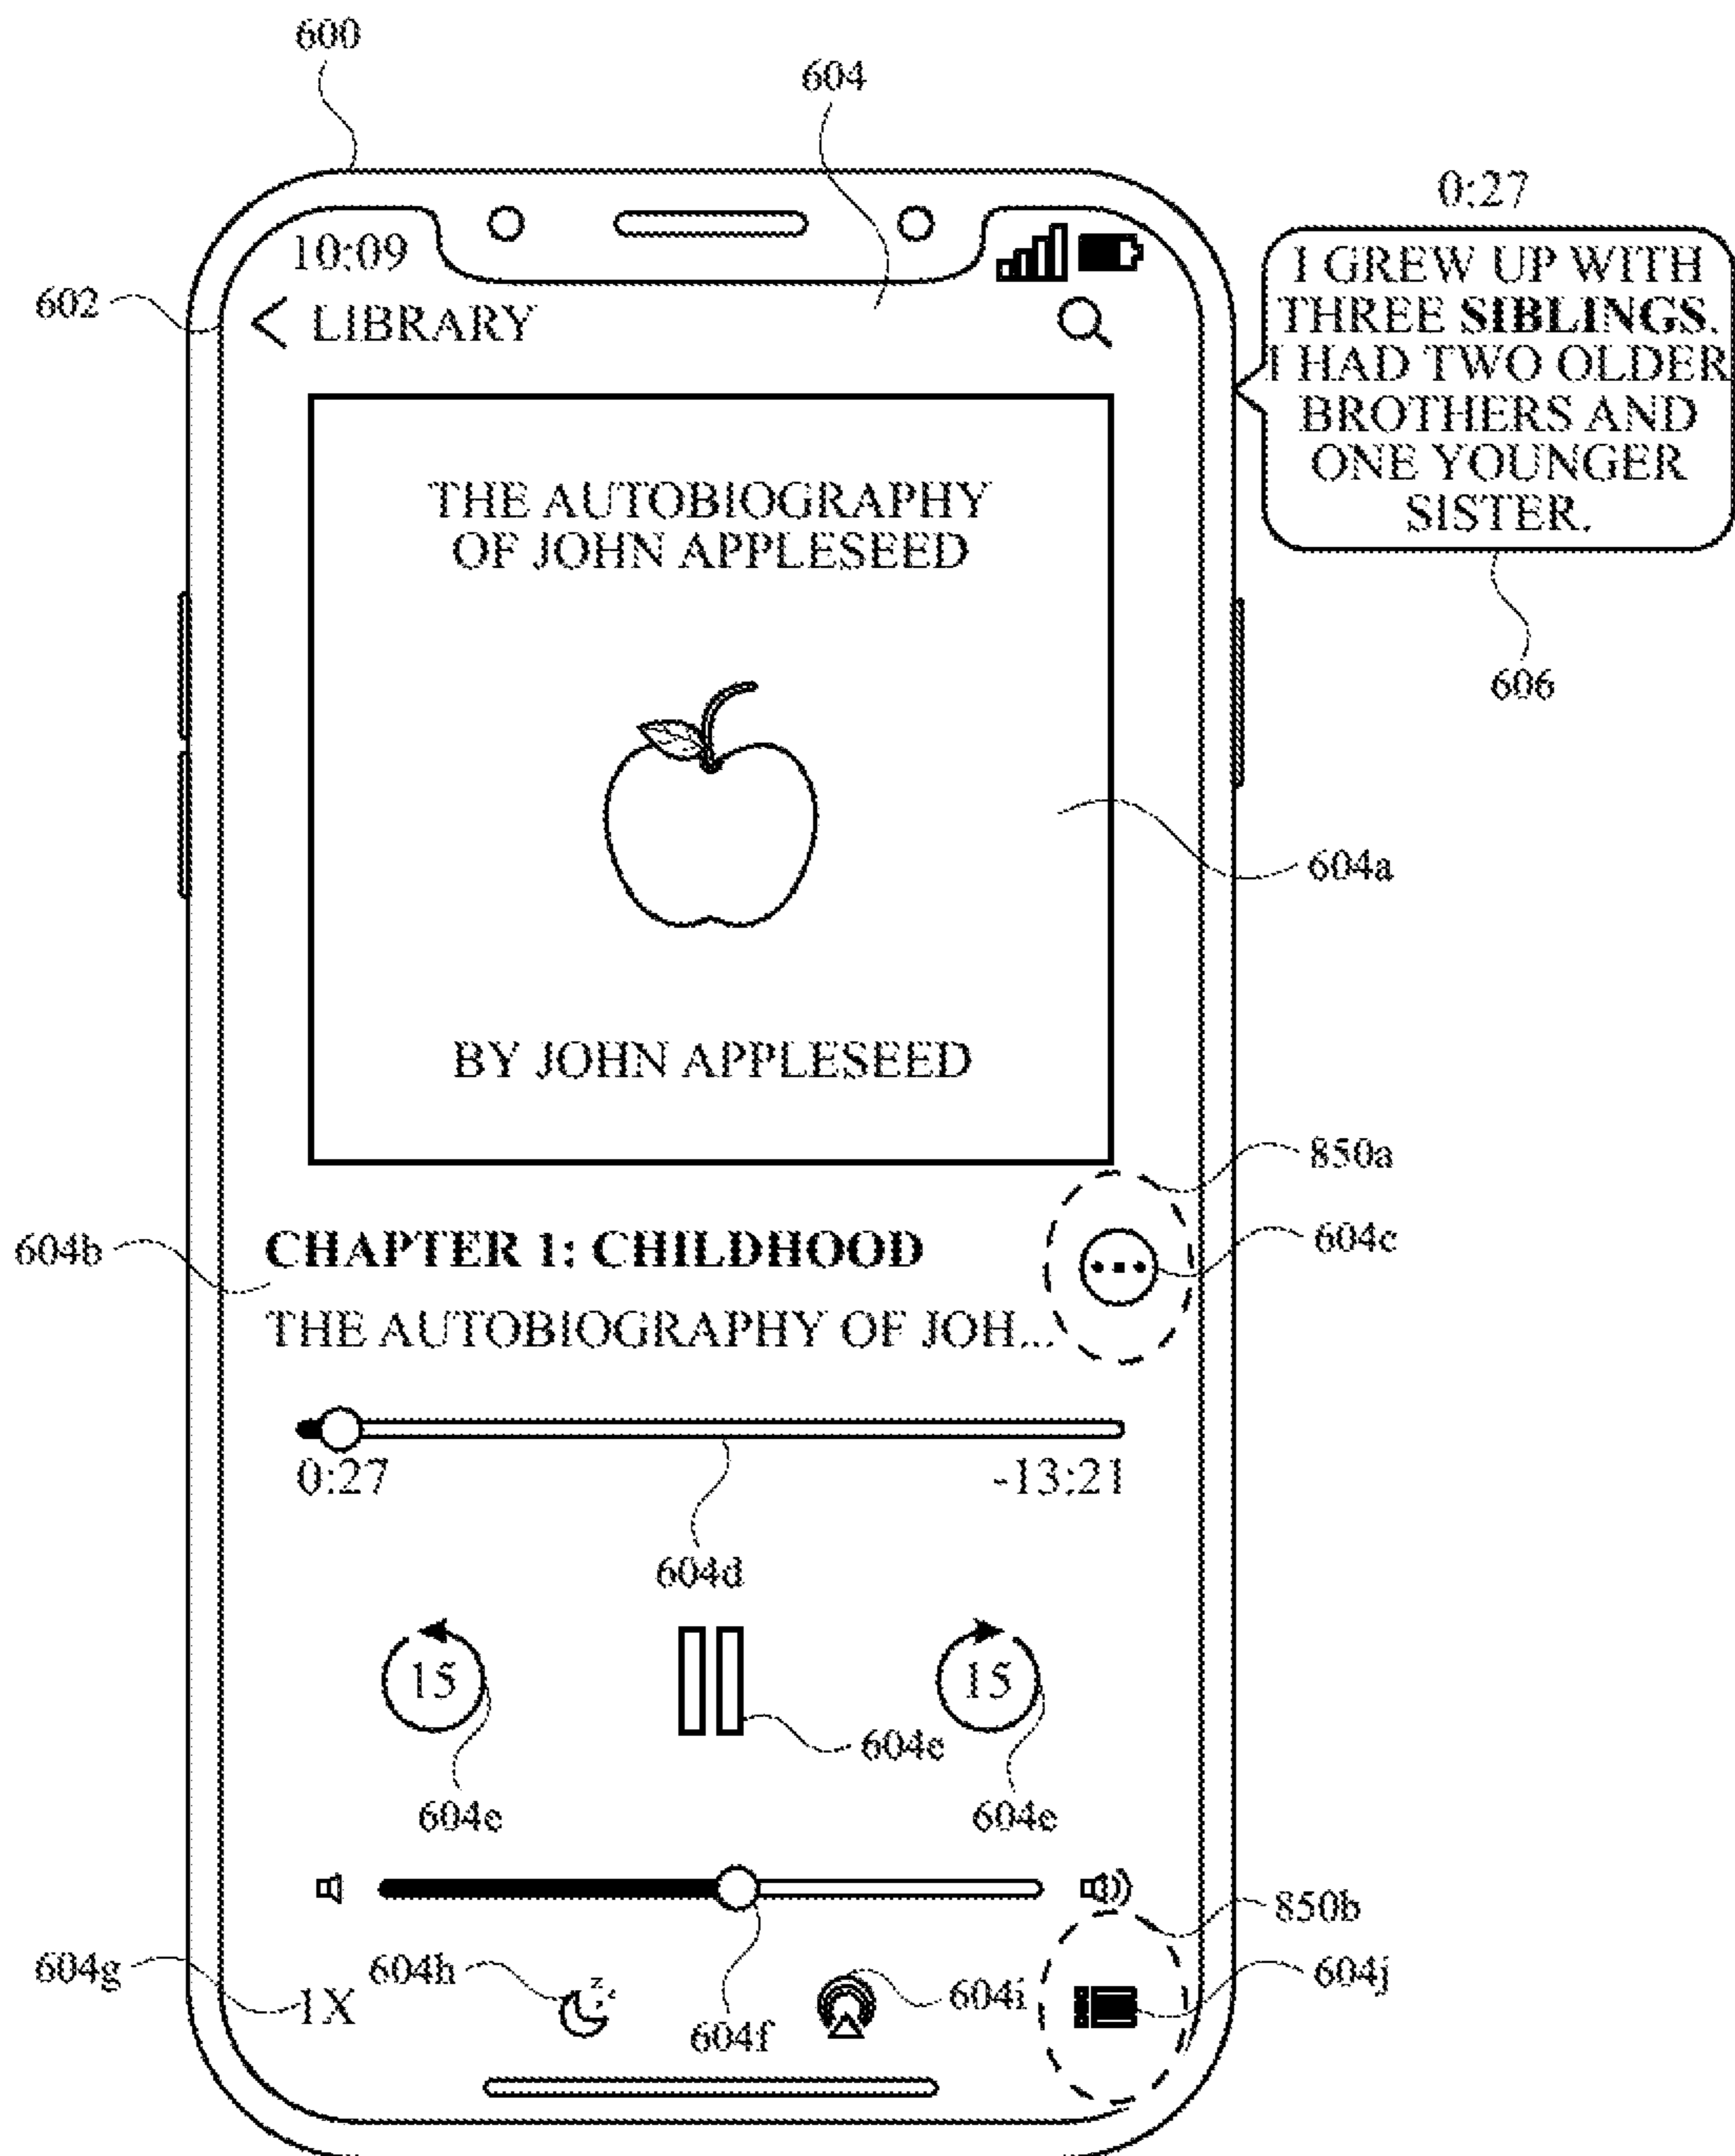 600
604
0:27
10:09
602
LIBRARY
I GREW UP WITH
THREE SIBLINGS.
I HAD TWO OLDER
BROTHERS AND
ONE YOUNGER
SISTER.
606
THE AUTOBIOGRAPHY
OF JOHN APPLESEED
604a
BY JOHN APPLESEED
850a
604b
CHAPTER 1: CHILDHOOD
604c
THE AUTOBIOGRAPHY OF JOH...
0:27
-13:21
604d
15
15
604e
604e
604e
850b
604g
604h
604i
604j
1X
z
z
604f